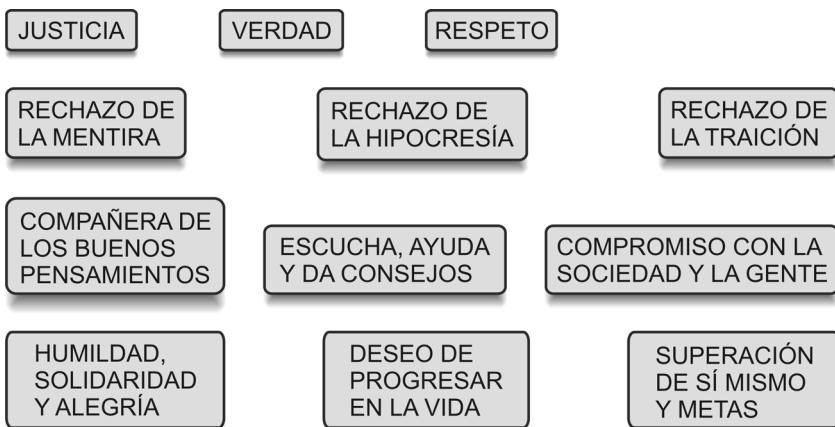 JUSTICIA
VERDAD
RESPETO
RECHAZO DE
LA MENTIRA
RECHAZO DE
LA HIPOCRESÍA
RECHAZO DE
LA TRAICIÓN
COMPAÑERA DE
LOS BUENOS
PENSAMIENTOS
ESCUCHA, AYUDA
Y DA CONSEJOS
COMPROMISO CON LA
SOCIEDAD Y LA GENTE
HUMILDAD,
SOLIDARIDAD
Y ALEGRÍA
DESEO DE
PROGRESAR
EN LA VIDA
SUPERACIÓN
DE SÍ MISMO
Y METAS